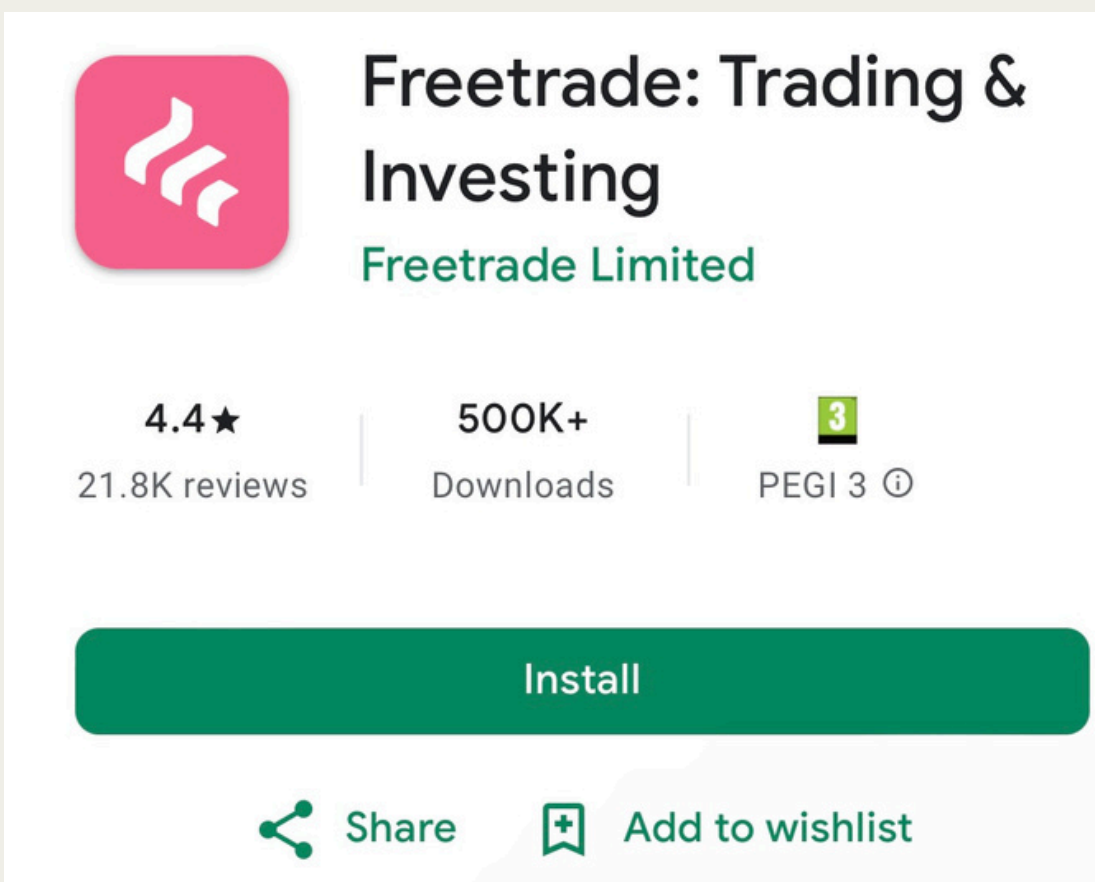 Freetrade: Trading &
Investing
Freetrade Limited
4.4★ 500K+ 3
21.8K reviews Downloads PEGI 3
Install
Share Add to wishlist